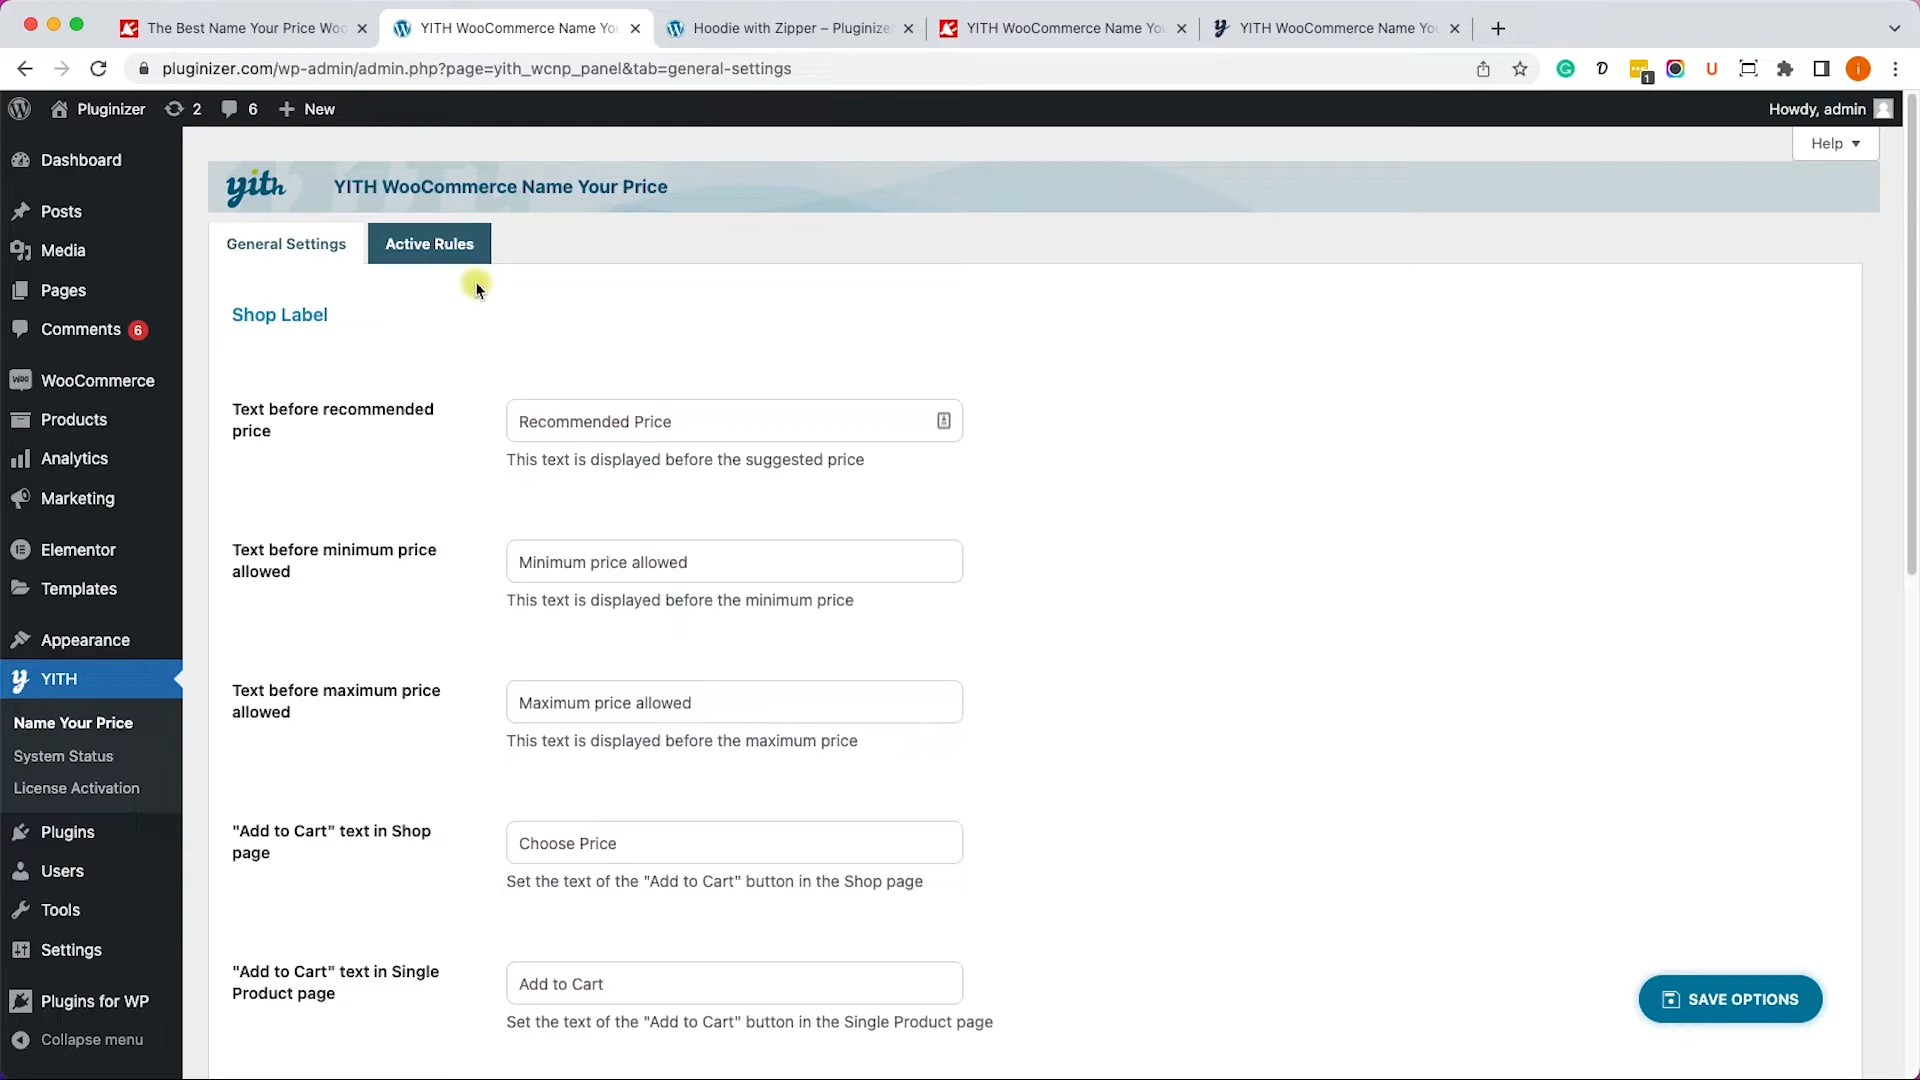 The Best Name Your Price Woo
YITH WooCommerce Name Yo
Hoodie with Zipper – Pluginize
YITH WooCommerce Name Yo
YITH WooCommerce Name Yo
pluginizer.com/wp-admin/admin.php?page=yith_wcnp_panel&tab=general-settings
1
Pluginizer
2
6
New
Howdy, admin
Help
yith
YITH WooCommerce Name Your Price
General Settings
Active Rules
Dashboard
Posts
Media
Pages
Comments 6
WooCommerce
Products
Analytics
Marketing
Elementor
Templates
Appearance
YITH
Name Your Price
System Status
License Activation
Plugins
Users
Tools
Settings
Plugins for WP
Collapse menu
Shop Label
Text before recommended
price
Recommended Price
This text is displayed before the suggested price
Text before minimum price
allowed
Minimum price allowed
This text is displayed before the minimum price
Text before maximum price
allowed
Maximum price allowed
This text is displayed before the maximum price
"Add to Cart" text in Shop
page
Choose Price
Set the text of the "Add to Cart" button in the Shop page
"Add to Cart" text in Single
Product page
Add to Cart
Set the text of the "Add to Cart" button in the Single Product page
SAVE OPTIONS